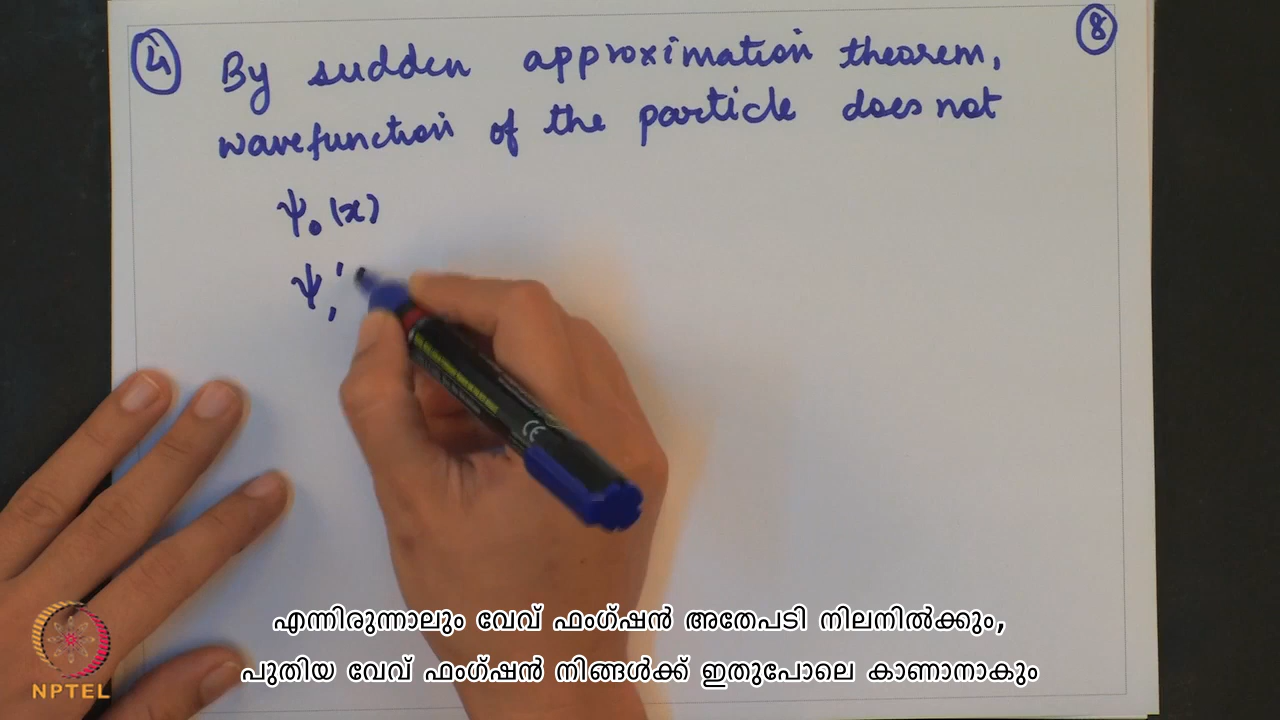 4 By sudden approximation theorem, 8
wavefunction of the particle does not
ψ₀(x)
ψ₁'
എന്നിരുന്നാലും വേവ് ഫംഗ്ഷൻ അതേപടി നിലനിൽക്കും,
പുതിയ വേവ് ഫംഗ്ഷൻ നിങ്ങൾക്ക് ഇതുപോലെ കാണാനാകും
NPTEL